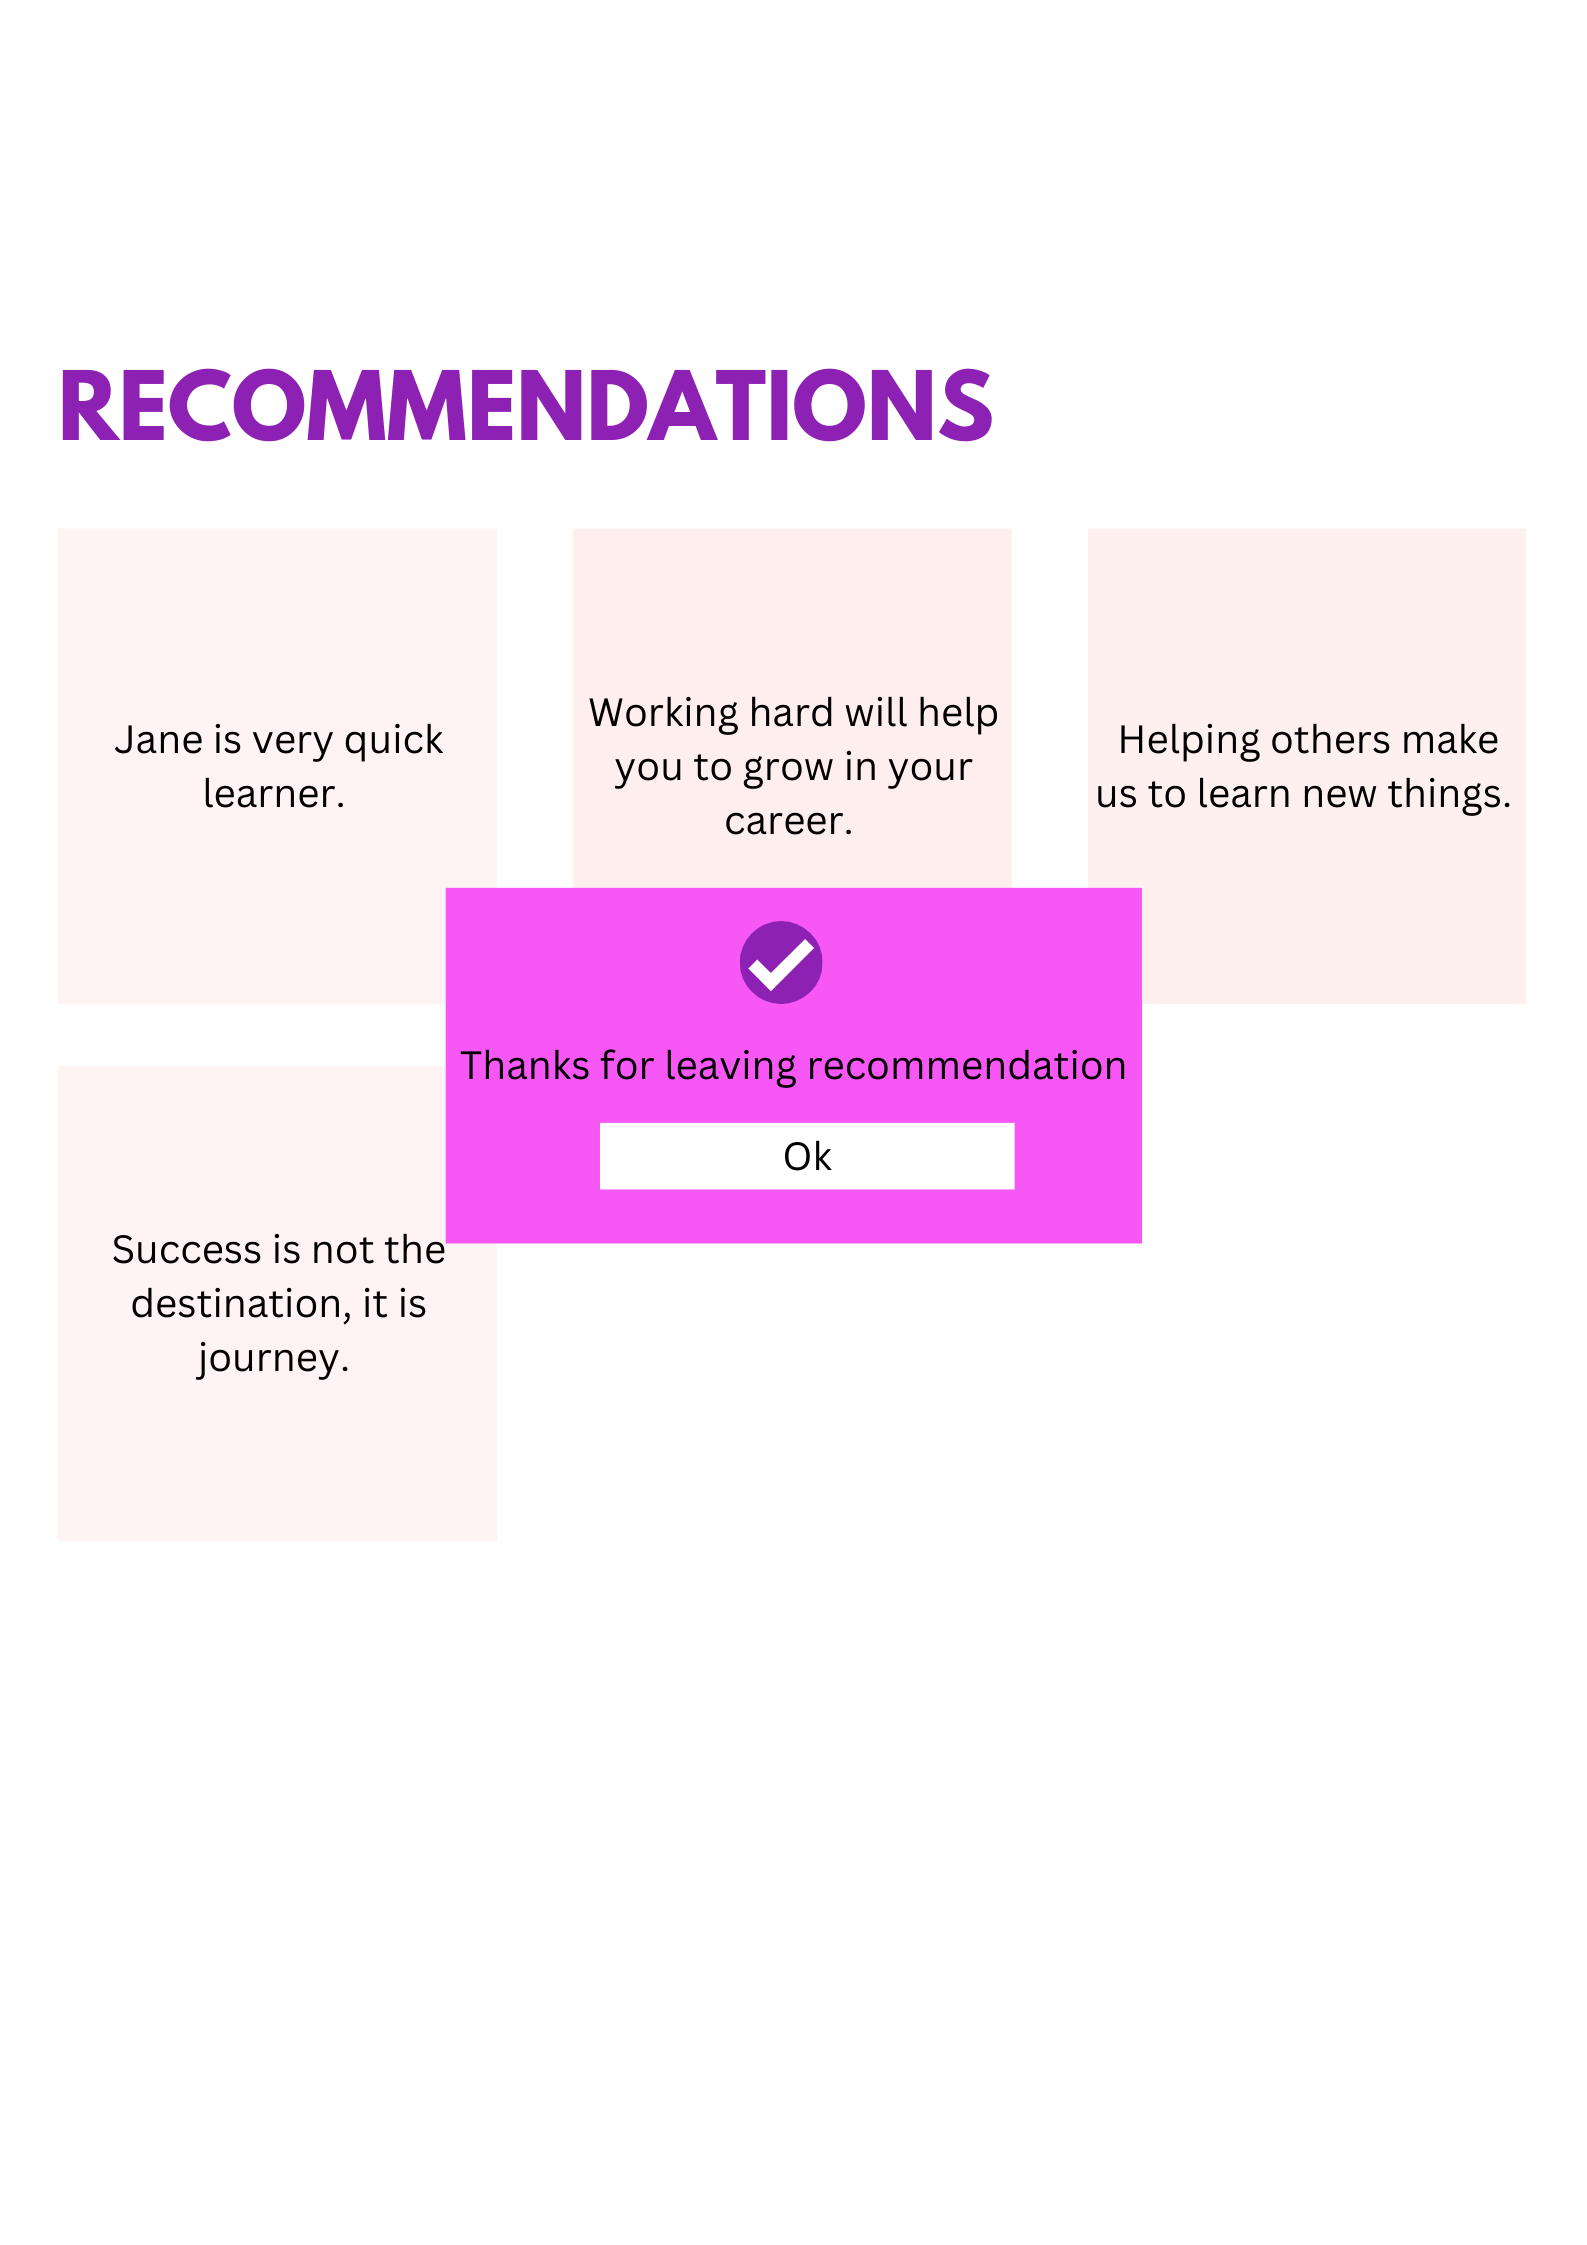 RECOMMENDATIONS
Jane is very quick
learner.
Working hard will help
you to grow in your
career.
Helping others make
us to learn new things.
Thanks for leaving recommendation
Ok
Success is not the
destination, it is
journey.